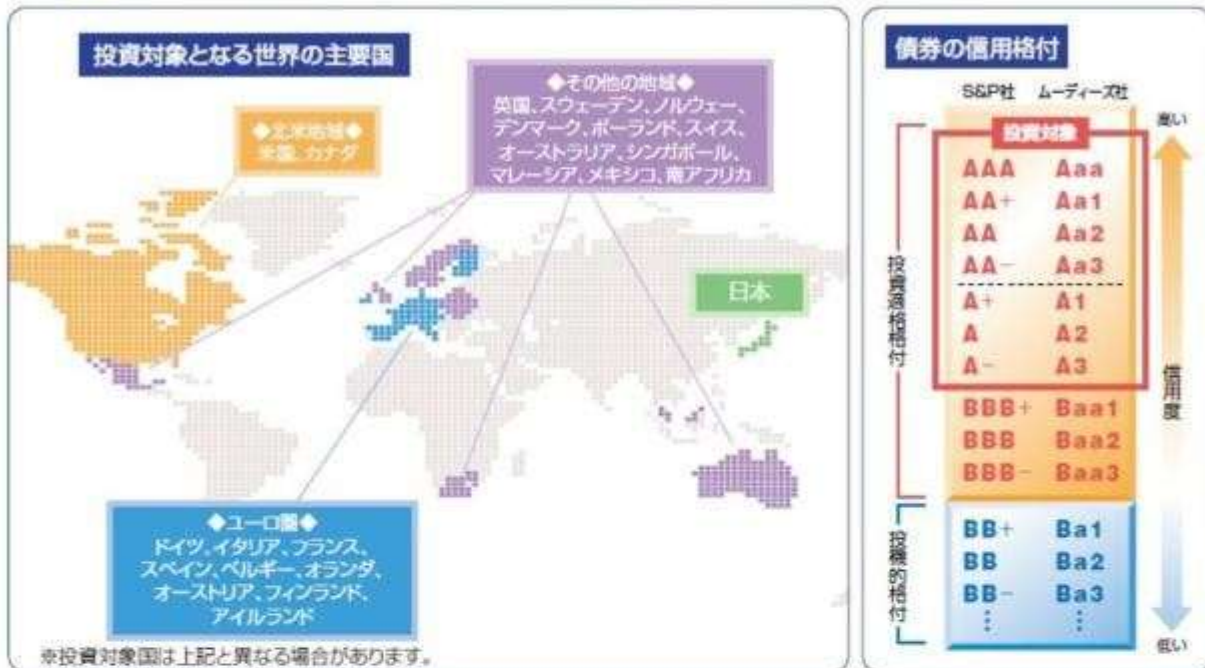 投資対象となる世界の主要国
◆北米地域◆
米国、カナダ
◆その他の地域◆
英国、スウェーデン、ノルウェー、
デンマーク、ポーランド、スイス、
オーストラリア、シンガポール、
マレーシア、メキシコ、南アフリカ
日本
◆ユーロ圏◆
ドイツ、イタリア、フランス、
スペイン、ベルギー、オランダ、
オーストリア、フィンランド、
アイルランド
※投資対象国は上記と異なる場合があります。
債券の信用格付
S&P社 ムーディーズ社
投資対象
AAA Aaa
AA+ Aa1
AA Aa2
AA- Aa3
A+ A1
A A2
A- A3
BBB+ Baa1
BBB Baa2
BBB- Baa3
BB+ Ba1
BB Ba2
BB- Ba3
⋮ ⋮
投資適格格付
投機的格付
高い
信用度
低い